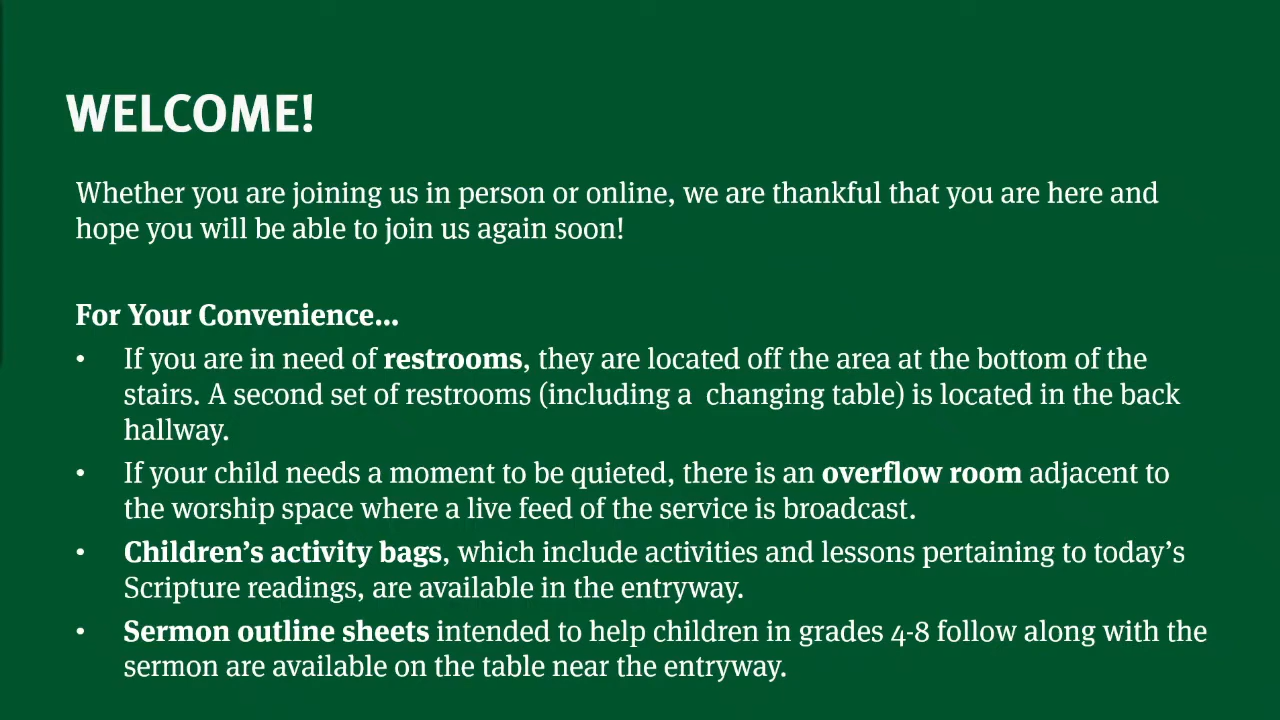 WELCOME!
Whether you are joining us in person or online, we are thankful that you are here and
hope you will be able to join us again soon!
For Your Convenience...
• If you are in need of restrooms, they are located off the area at the bottom of the
stairs. A second set of restrooms (including a  changing table) is located in the back
hallway.
• If your child needs a moment to be quieted, there is an overflow room adjacent to
the worship space where a live feed of the service is broadcast.
• Children’s activity bags, which include activities and lessons pertaining to today’s
Scripture readings, are available in the entryway.
• Sermon outline sheets intended to help children in grades 4-8 follow along with the
sermon are available on the table near the entryway.